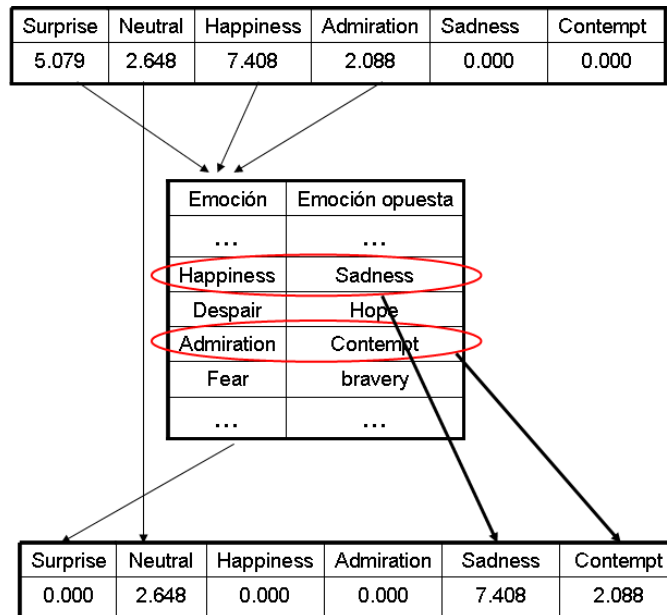 Surprise Neutral Happiness Admiration Sadness Contempt
5.079 2.648 7.408 2.088 0.000 0.000
Emoción Emoción opuesta
... ...
Happiness Sadness
Despair Hope
Admiration Contempt
Fear bravery
... ...
Surprise Neutral Happiness Admiration Sadness Contempt
0.000 2.648 0.000 0.000 7.408 2.088